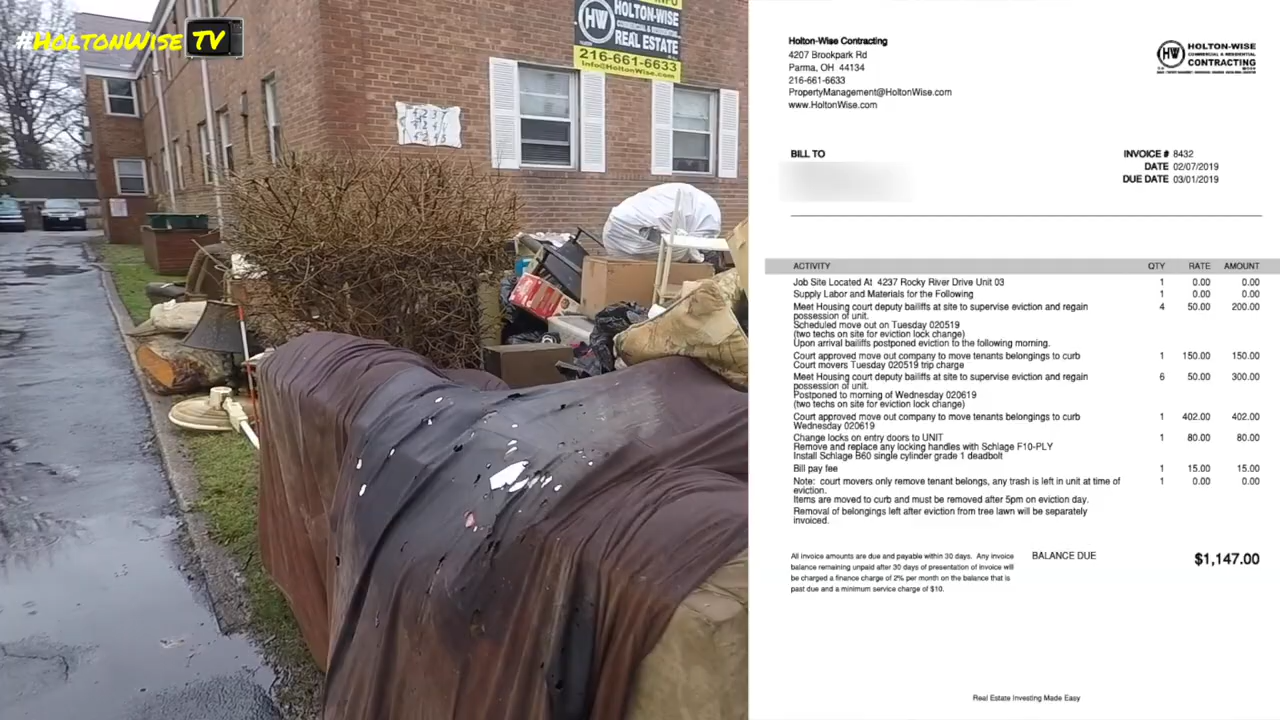 #HOLTONWISE TV
HOLTON-WISE
COMMERCIAL & RESIDENTIAL
REAL ESTATE
216-661-6633
Info@HoltonWise.com
HW
Holton-Wise Contracting
4207 Brookpark Rd
Parma, OH 44134
216-661-6633
PropertyManagement@HoltonWise.com
www.HoltonWise.com
HW
HOLTON-WISE
COMMERCIAL & RESIDENTIAL
CONTRACTING
BILL TO
INVOICE # 8432
DATE 02/07/2019
DUE DATE 03/01/2019
ACTIVITY QTY RATE AMOUNT
Job Site Located At 4237 Rocky River Drive Unit 03 1 0.00 0.00
Supply Labor and Materials for the Following 1 0.00 0.00
Meet Housing court deputy bailiffs at site to supervise eviction and regain 4 50.00 200.00
possession of unit.
Scheduled move out on Tuesday 020519
(two techs on site for eviction lock change)
Upon arrival bailiffs postponed eviction to the following morning.
Court approved move out company to move tenants belongings to curb 1 150.00 150.00
Court movers Tuesday 020519 trip charge
Meet Housing court deputy bailiffs at site to supervise eviction and regain 6 50.00 300.00
possession of unit.
Postponed to morning of Wednesday 020619
(two techs on site for eviction lock change)
Court approved move out company to move tenants belongings to curb 1 402.00 402.00
Wednesday 020619
Change locks on entry doors to UNIT 1 80.00 80.00
Remove and replace any locking handles with Schlage F10-PLY
Install Schlage B60 single cylinder grade 1 deadbolt
Bill pay fee 1 15.00 15.00
Note: court movers only remove tenant belongs, any trash is left in unit at time of 1 0.00 0.00
eviction.
Items are moved to curb and must be removed after 5pm on eviction day.
Removal of belongings left after eviction from tree lawn will be separately
invoiced.
All invoice amounts are due and payable within 30 days. Any invoice
balance remaining unpaid after 30 days of presentation of invoice will
be charged a finance charge of 2% per month on the balance that is
past due and a minimum service charge of $10.
BALANCE DUE $1,147.00
Real Estate Investing Made Easy